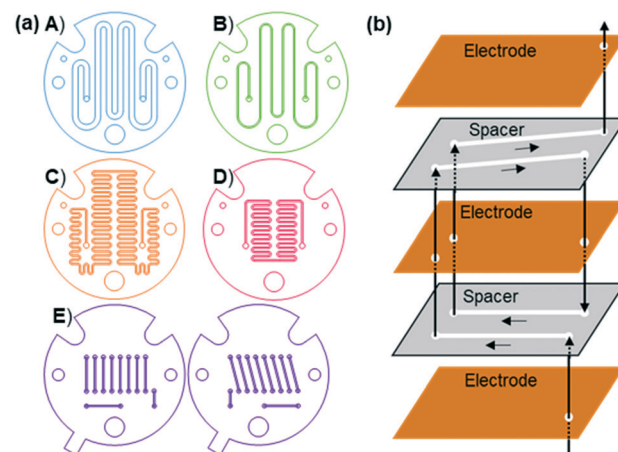 (a) A) B) (b)
Electrode
Spacer
C) D)
Electrode
Spacer
E)
Electrode